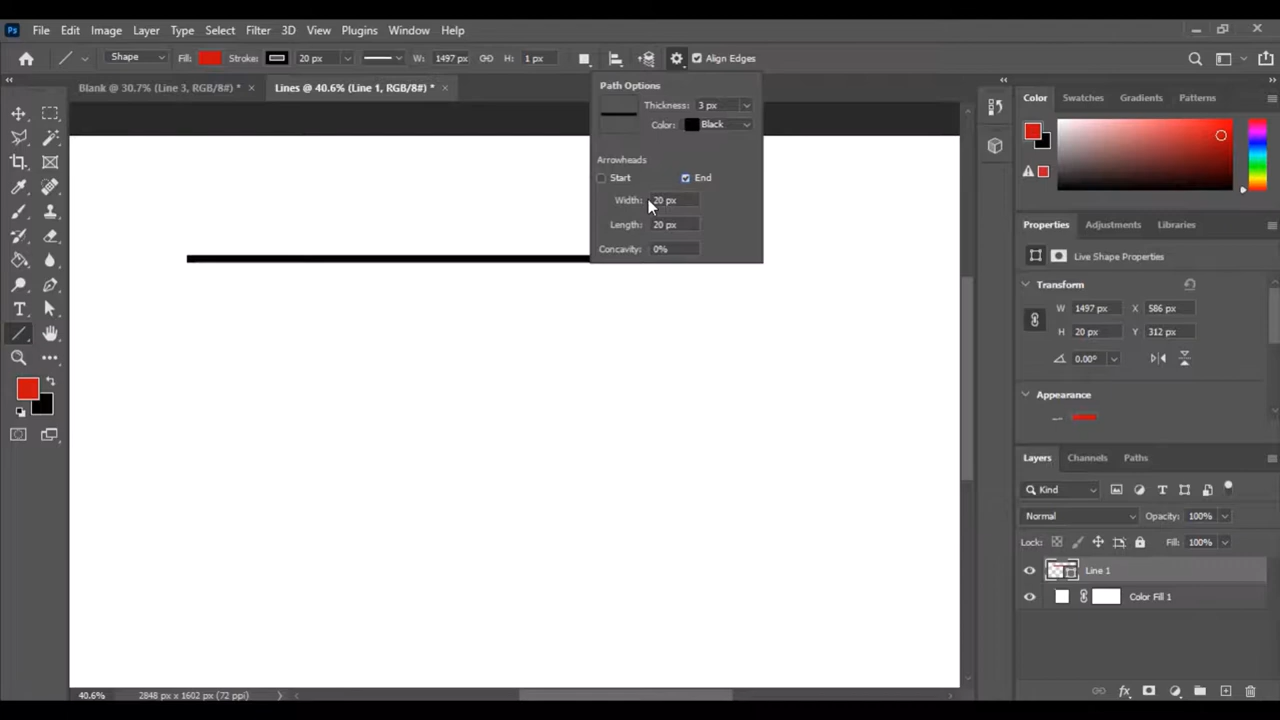 Ps File Edit Image Layer Type Select Filter 3D View Plugins Window Help
Shape Fill: Stroke: 20 px W: 1497 px H: 1 px Align Edges
Blank @ 30.7% (Line 3, RGB/8#) * × Lines @ 40.6% (Line 1, RGB/8#) * ×
Path Options
Thickness: 3 px
Color: Black
Arrowheads
Start End
Width: 20 px
Length: 20 px
Concavity: 0%
Color Swatches Gradients Patterns
Properties Adjustments Libraries
Live Shape Properties
Transform
W 1497 px X 586 px
H 20 px Y 312 px
0.00°
Appearance
Layers Channels Paths
Kind
Normal Opacity: 100%
Lock: Fill: 100%
Line 1
Color Fill 1
fx
40.6% 2848 px x 1602 px (72 ppi)